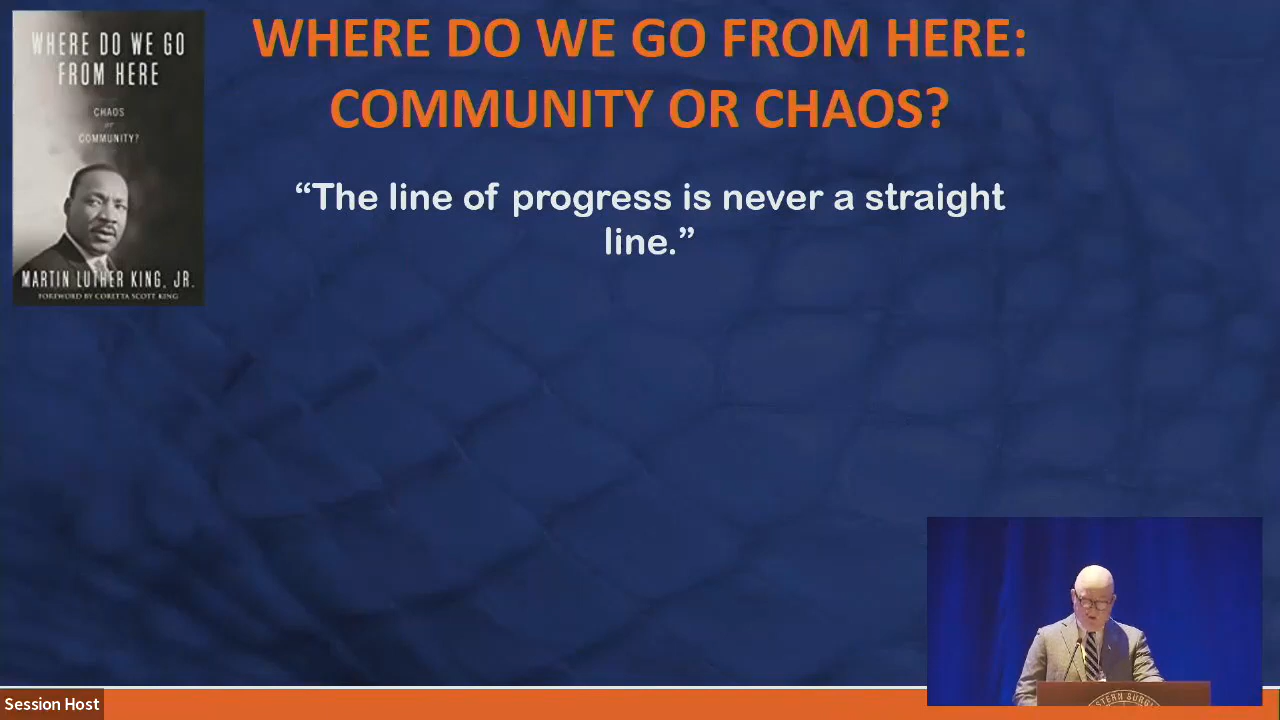 WHERE DO WE GO
FROM HERE
CHAOS
or
COMMUNITY?
MARTIN LUTHER KING, JR.
FOREWORD BY CORETTA SCOTT KING
WHERE DO WE GO FROM HERE:
COMMUNITY OR CHAOS?
“The line of progress is never a straight
line.”
Session Host